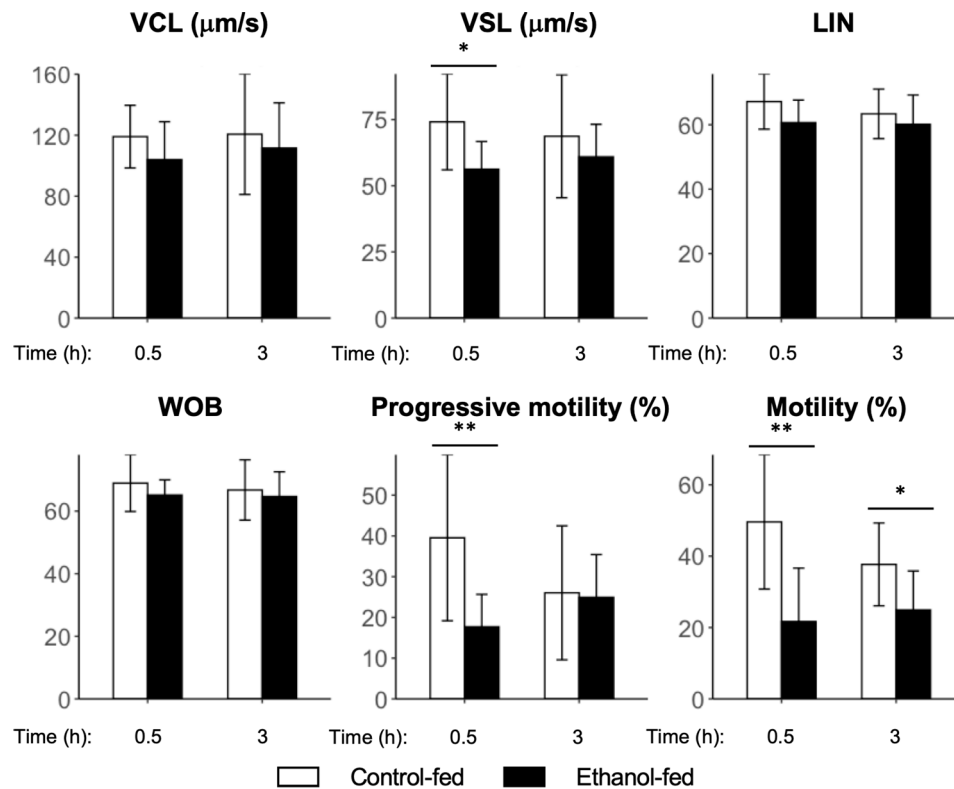 VCL (μm/s)
*
160
120
80
40
0
Time (h): 0.5 3
VSL (μm/s)
75
50
25
0
Time (h): 0.5 3
LIN
60
40
20
0
Time (h): 0.5 3
WOB
60
40
20
0
Time (h): 0.5 3
Progressive motility (%)
**
50
40
30
20
10
0
Time (h): 0.5 3
Motility (%)
**
*
60
40
20
0
Time (h): 0.5 3
Control-fed Ethanol-fed